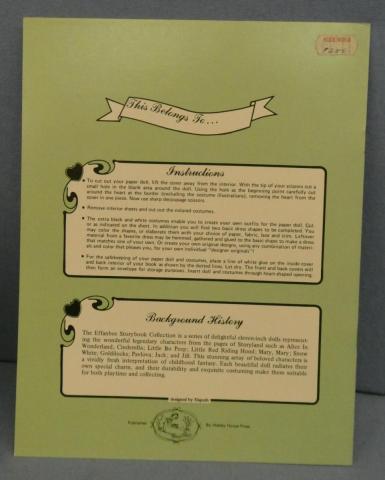 This Belongs To...
Instructions
To cut out your paper doll, lift the cover away from the interior. With the tip of your scissors cut a
small hole in the blank area around the doll. Using the hole as the beginning point carefully cut
around the heart at the border (excluding the costume illustrations), removing the heart from the
cover in one piece. Now use sharp decoupage scissors.
Remove interior sheets and cut out the colored costumes.
The extra black and white costumes enable you to create your own outfits for the paper doll. Cut
or as indicated on the doll. In addition you will find two basic dress shapes to be completed. You
may color the shapes, or elaborate them with your choice of paper, fabric, lace and trim. Leftover
material from a favorite dress may be hemmed, gathered and glued to the basic shape to make a dress
that matches one of your own. Or create your own original designs, using any combination of materi-
als and color that pleases you, for your own individual "designer originals"!
For the safekeeping of your paper doll and costumes, place a line of white glue on the inside cover
and back interior of your book as shown by the dotted lines. Let dry. The front and back covers will
then form an envelope for storage purposes. Insert doll and costumes through heart-shaped opening.
Background History
The Effanbee Storybook Collection is a series of delightful eleven-inch dolls represent-
ing the wonderful legendary characters from the pages of Storyland such as Alice In
Wonderland; Cinderella; Little Bo Peep; Little Red Riding Hood; Mary, Mary; Snow
White; Goldilocks; Pavlova; Jack; and Jill. This stunning array of beloved characters is
a vividly fresh interpretation of childhood fantasy. Each beautiful doll radiates their
own special charm, and their durability and exquisite costuming make them suitable
for both playtime and collecting.
designed by
Publisher
By Hobby House Press